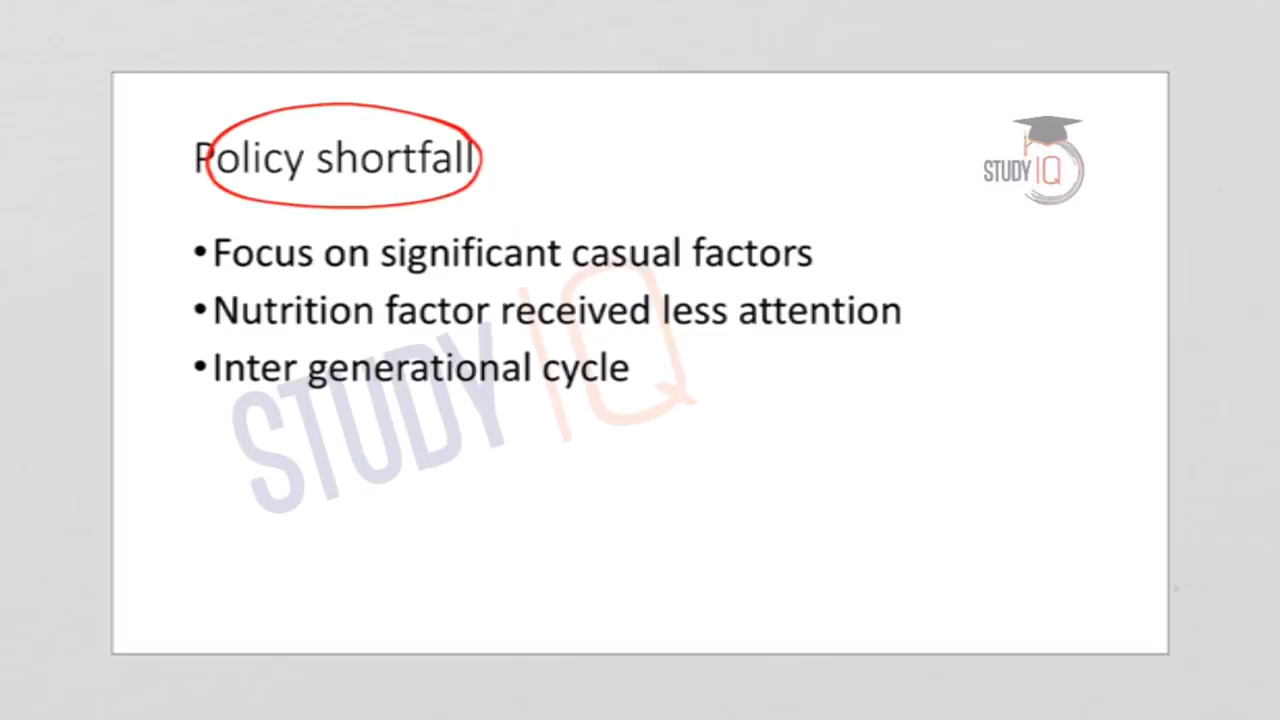 Policy shortfall
STUDY IQ
•Focus on significant casual factors
•Nutrition factor received less attention
•Inter generational cycle
STUDY IQ